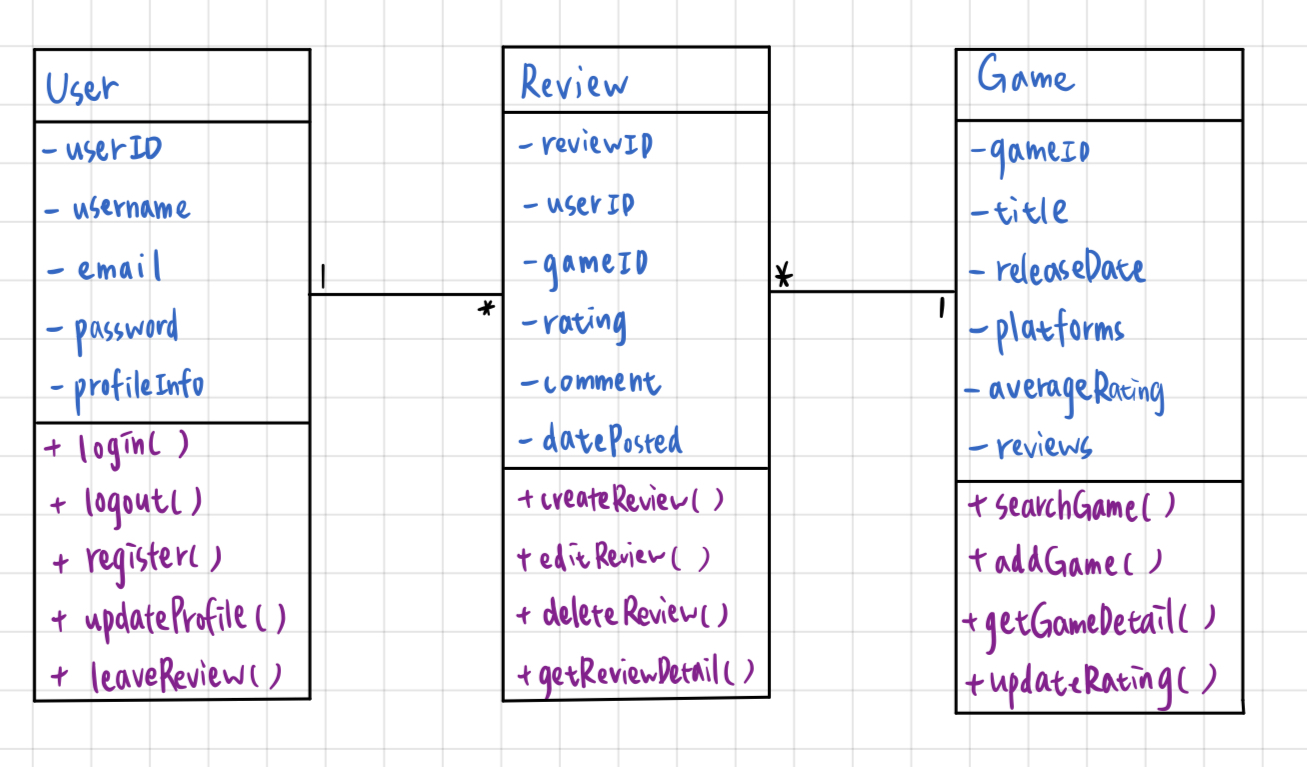 User
- userID
- username
- email
- password
- profileInfo
+ login( )
+ logout( )
+ register( )
+ updateProfile( )
+ leaveReview( )
1
*
Review
- reviewID
- userID
- gameID
- rating
- comment
- datePosted
+ createReview( )
+ editReview( )
+ deleteReview( )
+ getReviewDetail( )
*
1
Game
- gameID
- title
- releaseDate
- platforms
- averageRating
- reviews
+ searchGame( )
+ addGame( )
+ getGameDetail( )
+ updateRating( )